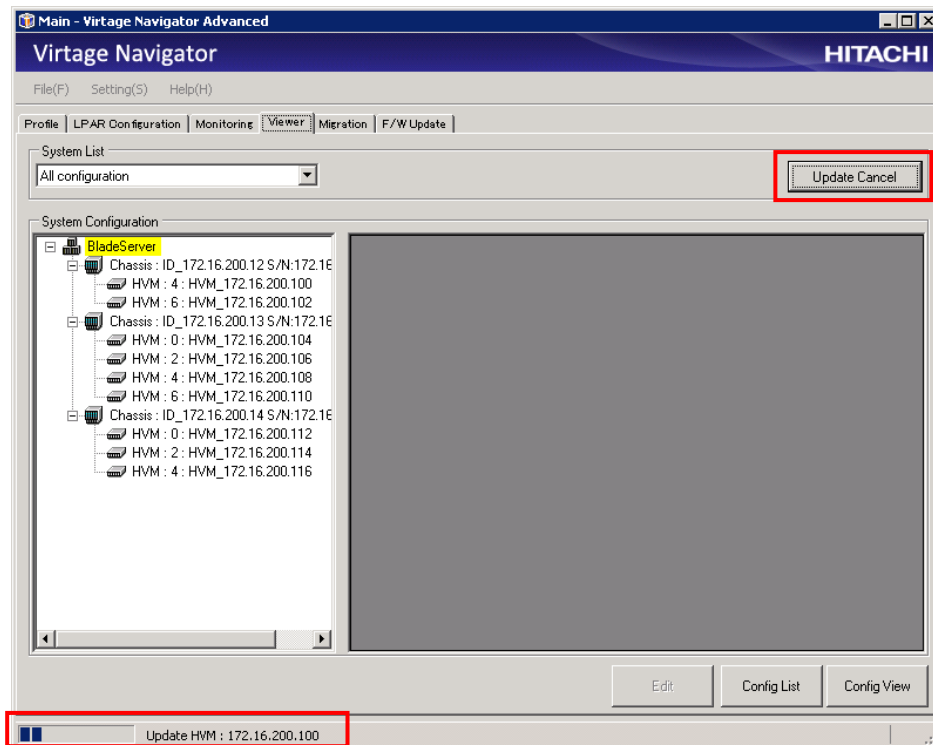 Main - Virtage Navigator Advanced
Virtage Navigator
HITACHI
File(F) Setting(S) Help(H)
Profile LPAR Configuration Monitoring Viewer Migration F/W Update
System List
All configuration
Update Cancel
System Configuration
BladeServer
Chassis : ID_172.16.200.12 S/N:172.16
HVM : 4 : HVM_172.16.200.100
HVM : 6 : HVM_172.16.200.102
Chassis : ID_172.16.200.13 S/N:172.16
HVM : 0 : HVM_172.16.200.104
HVM : 2 : HVM_172.16.200.106
HVM : 4 : HVM_172.16.200.108
HVM : 6 : HVM_172.16.200.110
Chassis : ID_172.16.200.14 S/N:172.16
HVM : 0 : HVM_172.16.200.112
HVM : 2 : HVM_172.16.200.114
HVM : 4 : HVM_172.16.200.116
Edit Config List Config View
Update HVM : 172.16.200.100